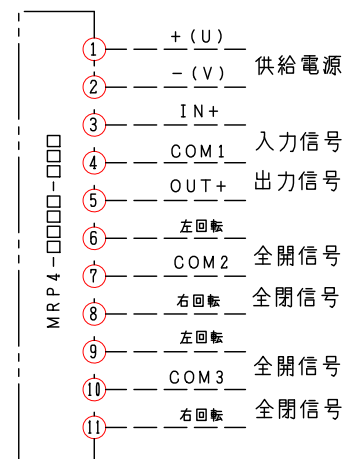 ① +(U)
供給電源
② -(V)
③ IN+
入力信号
④ COM1
出力信号
⑤ OUT+
⑥ 左回転
全開信号
⑦ COM2
⑧ 右回転 全閉信号
⑨ 左回転
全開信号
⑩ COM3
⑪ 右回転 全閉信号
MRP4-□□□□-□□□